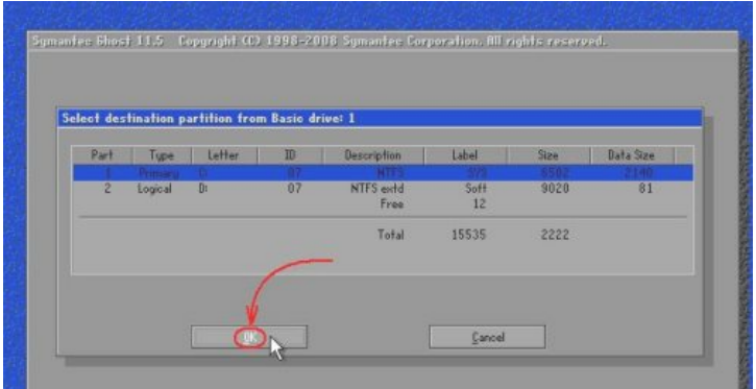 Symantec Ghost 11.5 Copyright (C) 1998-2008 Symantec Corporation. All rights reserved.
Select destination partition from Basic drive: 1
Part Type Letter ID Description Label Size Data Size
1 Primary 07 NTFS SYS 6502 2140
2 Logical D: 07 NTFS extd Soft 9020 81
Free 12
Total 15535 2222
OK Cancel